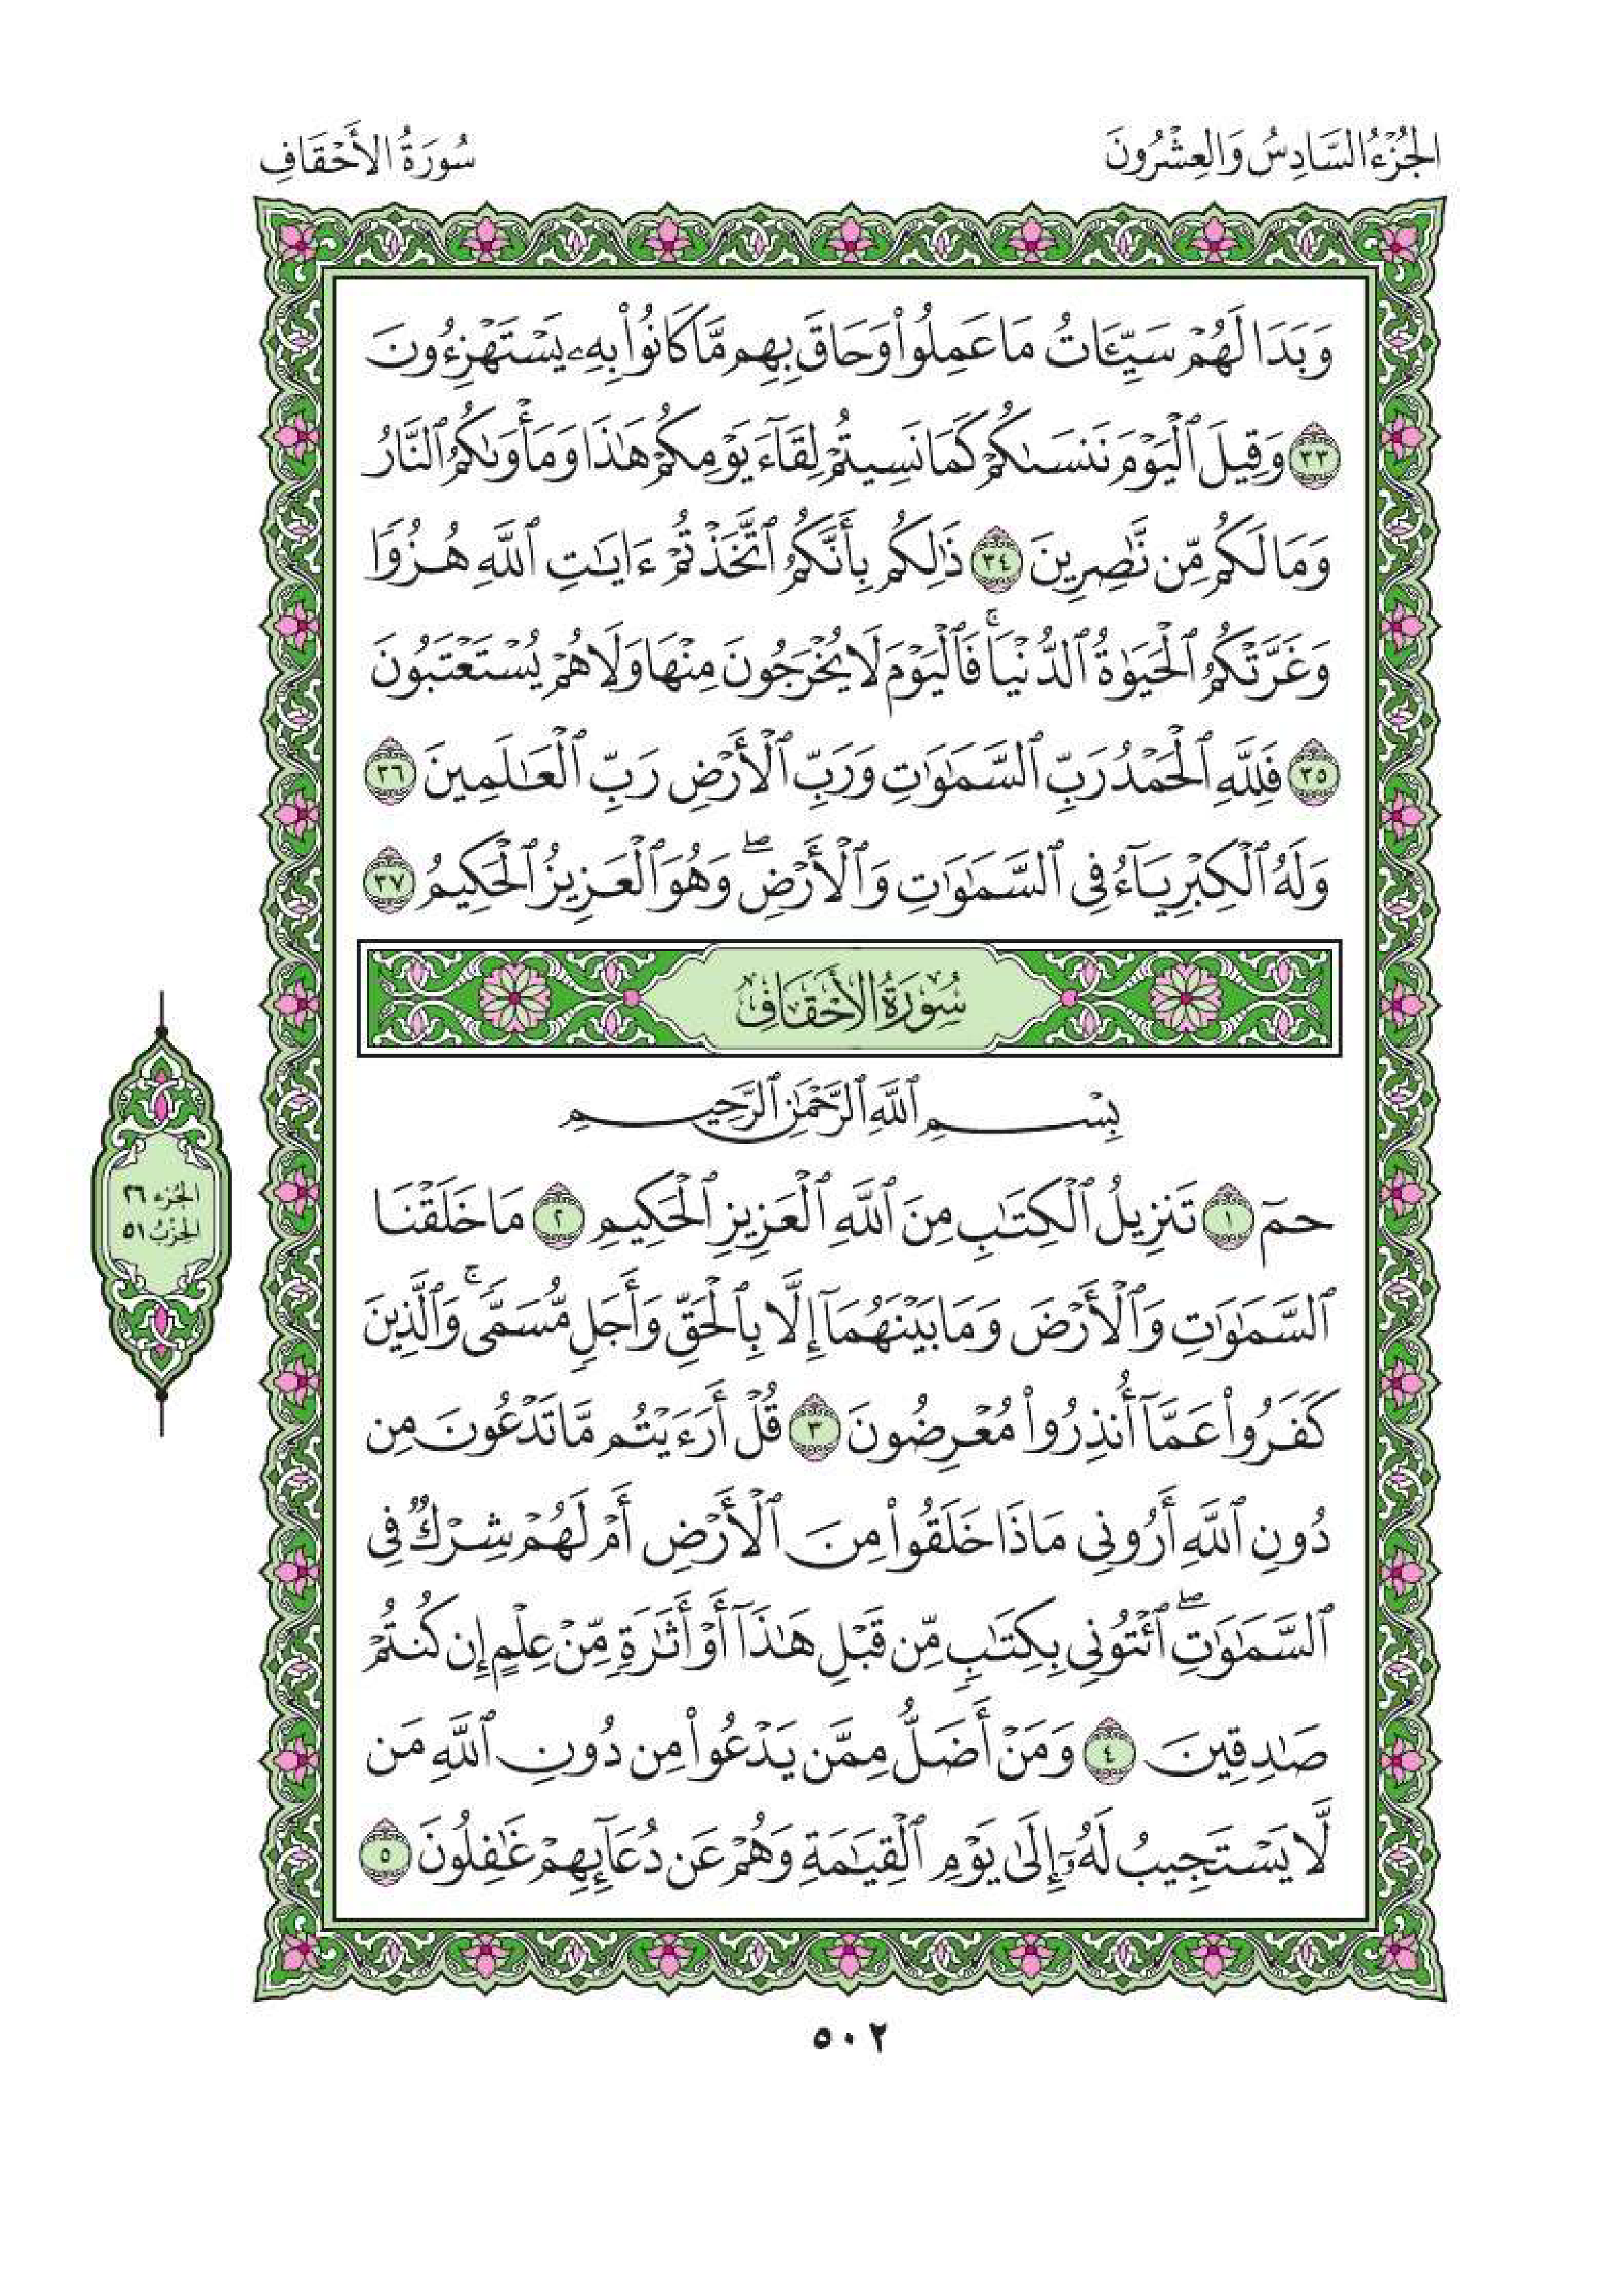 الجُزْءُ السَّادِسُ وَالعِشْرُونَ
سُورَةُ الأَحْقَافِ
وَبَدَا لَهُمْ سَيِّـَٔاتُ مَا عَمِلُوا۟ وَحَاقَ بِهِم مَّا كَانُوا۟ بِهِۦ يَسْتَهْزِءُونَ
٣٣ وَقِيلَ ٱلْيَوْمَ نَنسَىٰكُمْ كَمَا نَسِيتُمْ لِقَآءَ يَوْمِكُمْ هَٰذَا وَمَأْوَىٰكُمُ ٱلنَّارُ
وَمَا لَكُم مِّن نَّٰصِرِينَ ٣٤ ذَٰلِكُم بِأَنَّكُمُ ٱتَّخَذْتُمْ ءَايَٰتِ ٱللَّهِ هُزُوًا
وَغَرَّتْكُمُ ٱلْحَيَوٰةُ ٱلدُّنْيَا ۚ فَٱلْيَوْمَ لَا يُخْرَجُونَ مِنْهَا وَلَا هُمْ يُسْتَعْتَبُونَ
٣٥ فَلِلَّهِ ٱلْحَمْدُ رَبِّ ٱلسَّمَٰوَٰتِ وَرَبِّ ٱلْأَرْضِ رَبِّ ٱلْعَٰلَمِينَ ٣٦
وَلَهُ ٱلْكِبْرِيَآءُ فِى ٱلسَّمَٰوَٰتِ وَٱلْأَرْضِ ۖ وَهُوَ ٱلْعَزِيزُ ٱلْحَكِيمُ ٣٧
سُورَةُ الأَحْقَافِ
بِسْمِ ٱللَّهِ ٱلرَّحْمَٰنِ ٱلرَّحِيمِ
حمٓ ١ تَنزِيلُ ٱلْكِتَٰبِ مِنَ ٱللَّهِ ٱلْعَزِيزِ ٱلْحَكِيمِ ٢ مَا خَلَقْنَا
ٱلسَّمَٰوَٰتِ وَٱلْأَرْضَ وَمَا بَيْنَهُمَآ إِلَّا بِٱلْحَقِّ وَأَجَلٍ مُّسَمًّى ۚ وَٱلَّذِينَ
كَفَرُوا۟ عَمَّآ أُنذِرُوا۟ مُعْرِضُونَ ٣ قُلْ أَرَءَيْتُم مَّا تَدْعُونَ مِن
دُونِ ٱللَّهِ أَرُونِى مَاذَا خَلَقُوا۟ مِنَ ٱلْأَرْضِ أَمْ لَهُمْ شِرْكٌ فِى
ٱلسَّمَٰوَٰتِ ۖ ٱئْتُونِى بِكِتَٰبٍ مِّن قَبْلِ هَٰذَآ أَوْ أَثَٰرَةٍ مِّنْ عِلْمٍ إِن كُنتُمْ
صَٰدِقِينَ ٤ وَمَنْ أَضَلُّ مِمَّن يَدْعُوا۟ مِن دُونِ ٱللَّهِ مَن
لَّا يَسْتَجِيبُ لَهُۥٓ إِلَىٰ يَوْمِ ٱلْقِيَٰمَةِ وَهُمْ عَن دُعَآئِهِمْ غَٰفِلُونَ ٥
الجُزْء ٢٦
الحِزْبُ ٥١
٥٠٢